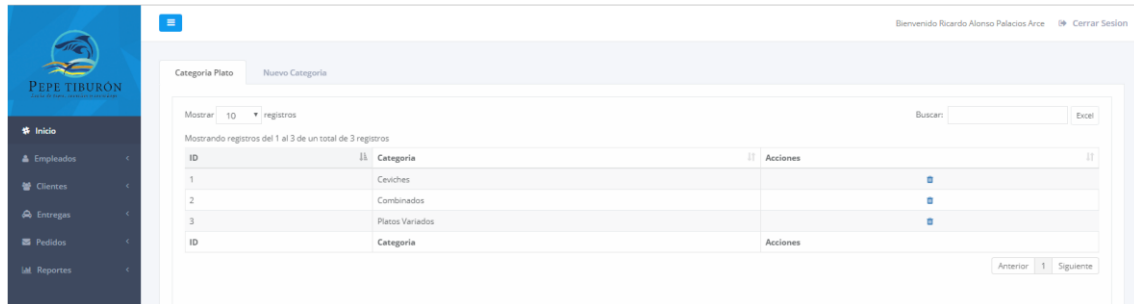 Bienvenido Ricardo Alonso Palacios Arce Cerrar Sesion
PEPE TIBURÓN
Categoria Plato Nuevo Categoria
Mostrar 10 registros Buscar: Excel
Mostrando registros del 1 al 3 de un total de 3 registros
ID Categoria Acciones
1 Ceviches
2 Combinados
3 Platos Variados
ID Categoria Acciones
Anterior 1 Siguiente
Inicio
Empleados
Clientes
Entregas
Pedidos
Reportes